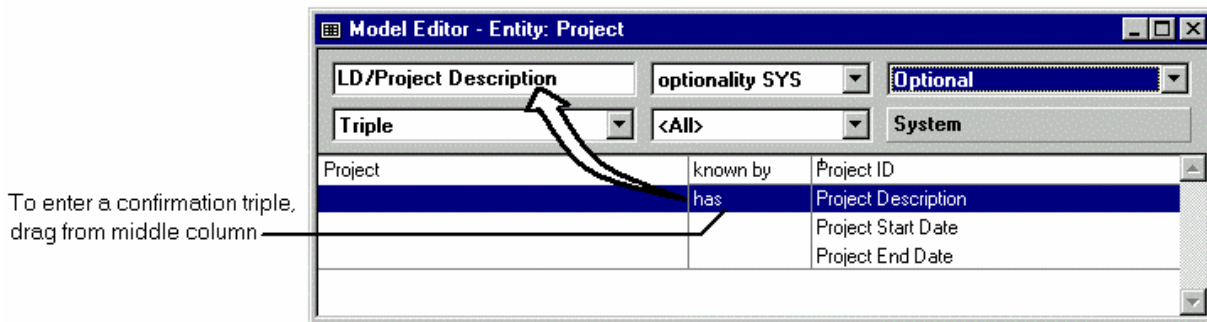 Model Editor - Entity: Project
LD/Project Description optionality SYS Optional
Triple <All> System
Project known by Project ID
has Project Description
Project Start Date
Project End Date
To enter a confirmation triple,
drag from middle column